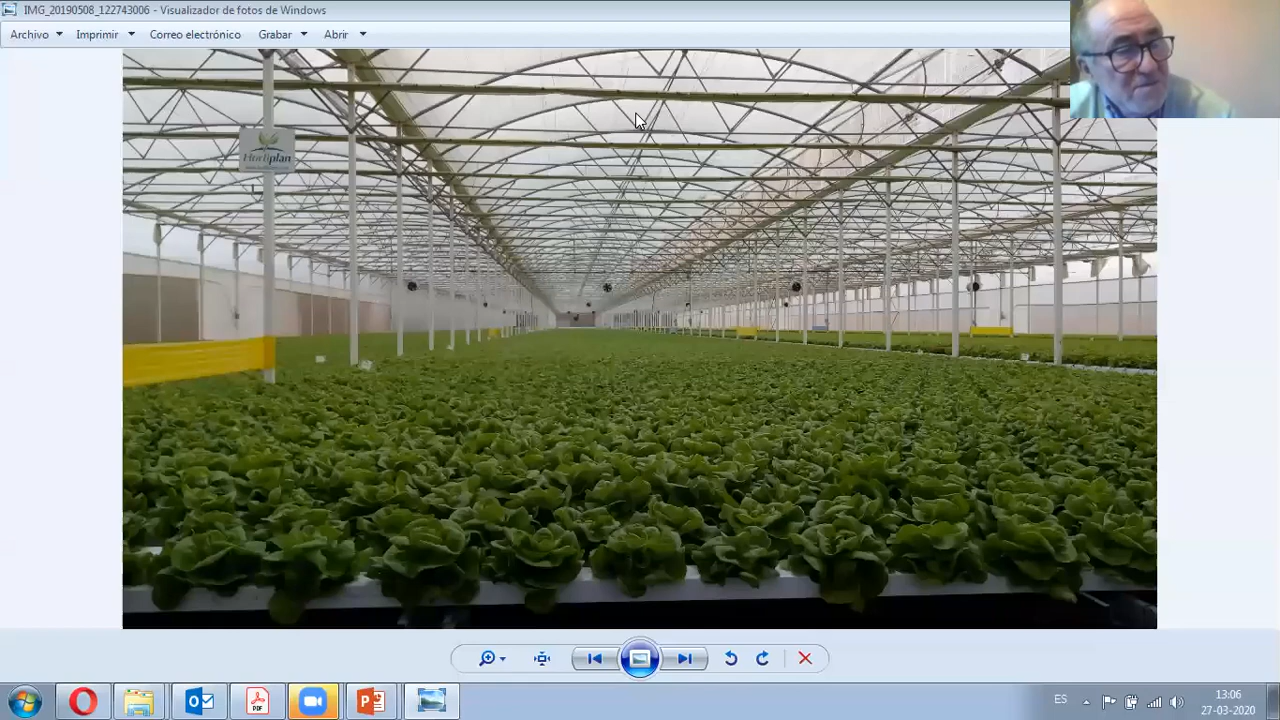 IMG_20190508_122743006 - Visualizador de fotos de Windows
Archivo Imprimir Correo electrónico Grabar Abrir
Hortiplan
PDF
ES
13:06
27-03-2020